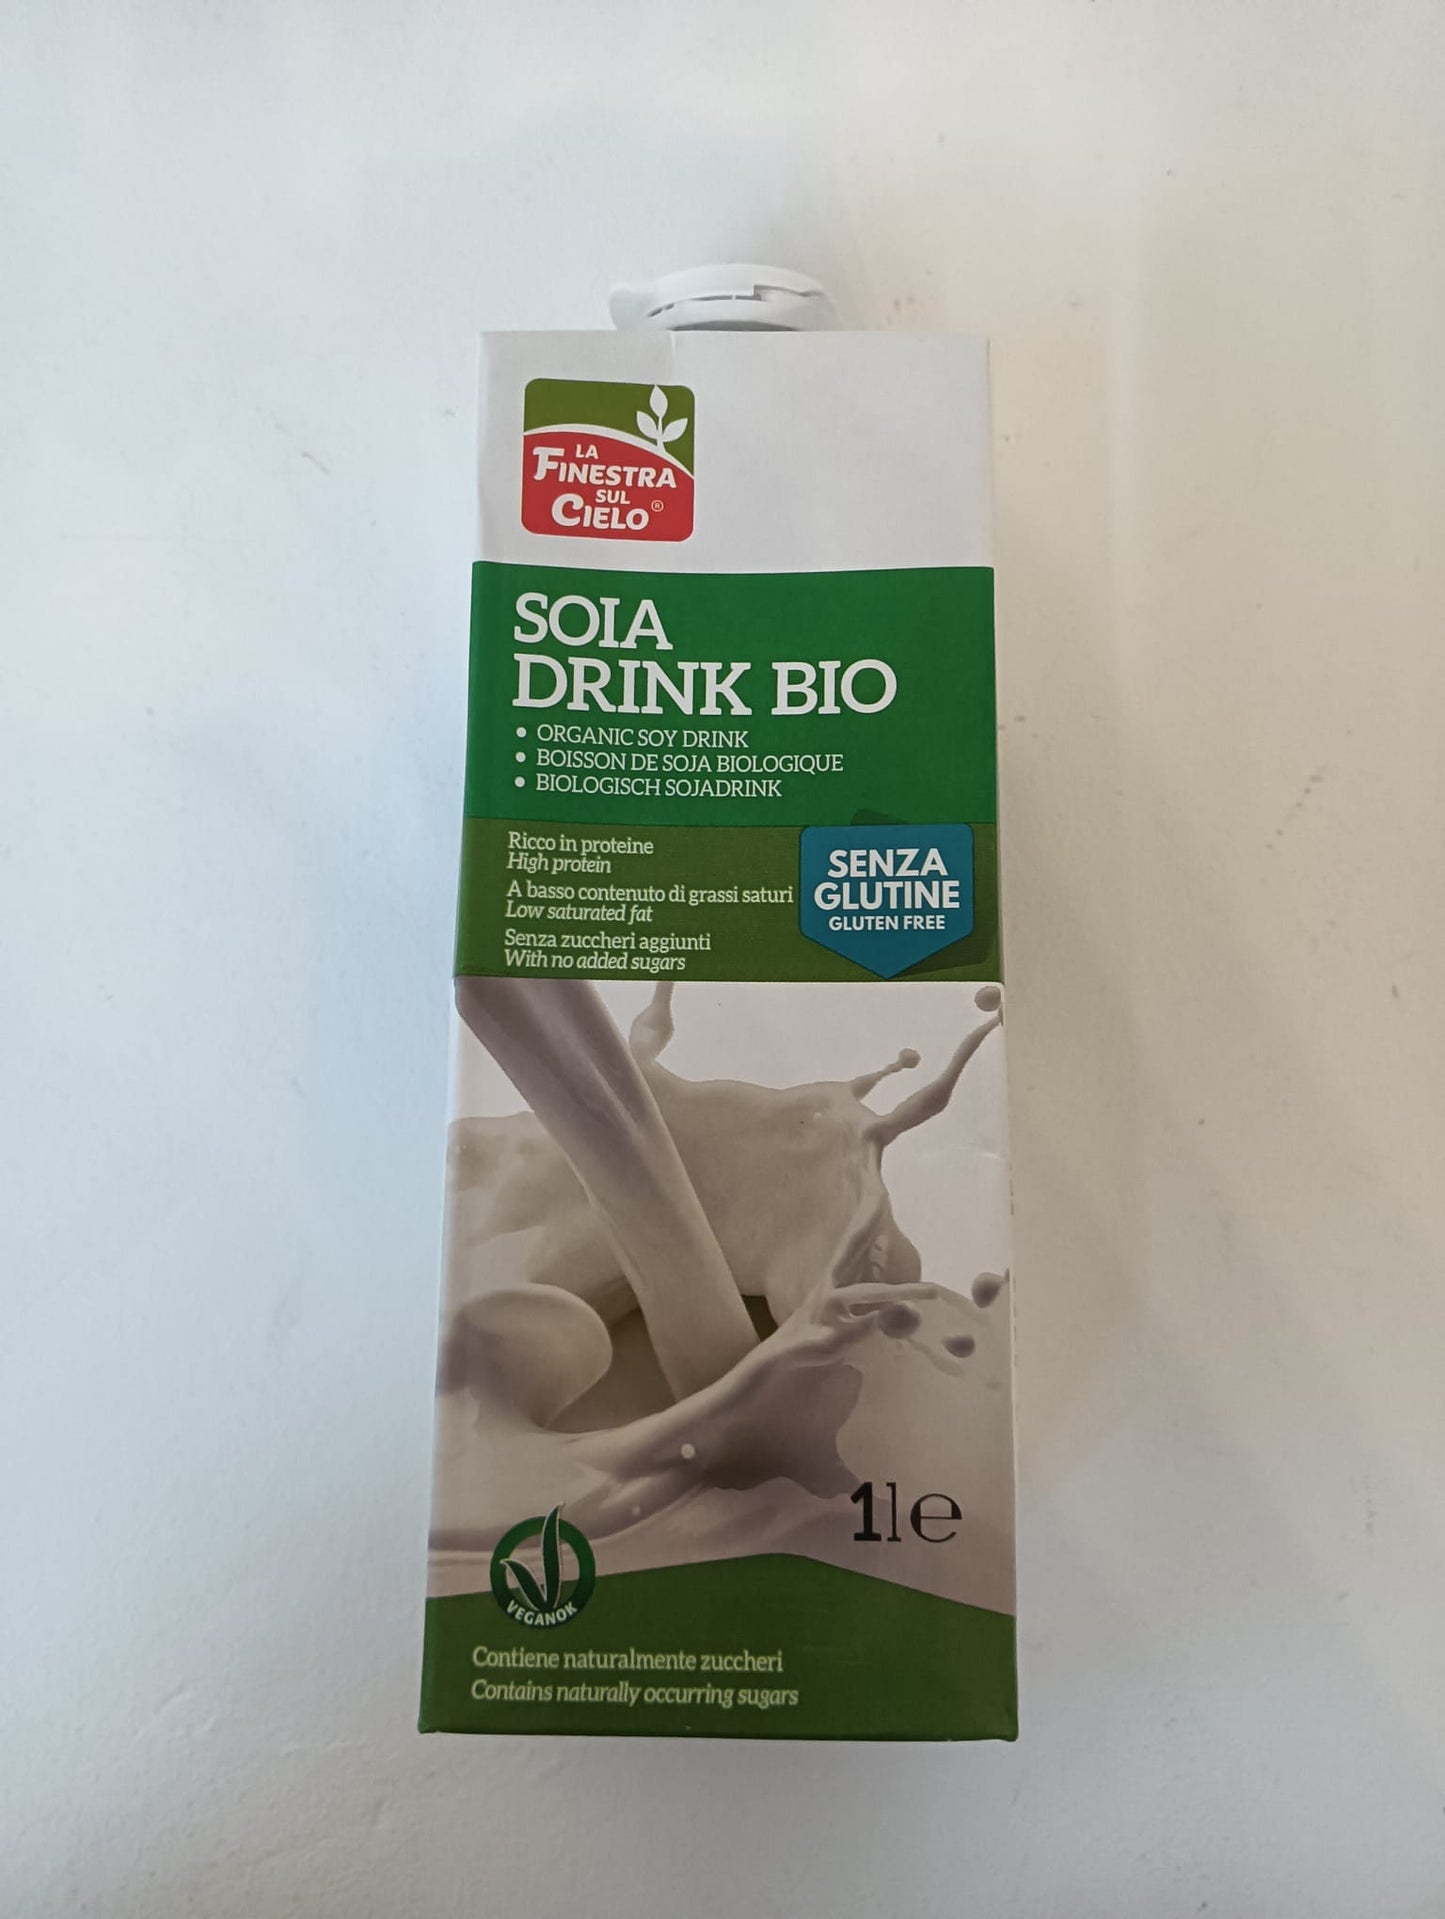 LA
FINESTRA
SUL
CIELO®
SOIA
DRINK BIO
• ORGANIC SOY DRINK
• BOISSON DE SOJA BIOLOGIQUE
• BIOLOGISCH SOJADRINK
Ricco in proteine
High protein
A basso contenuto di grassi saturi
Low saturated fat
Senza zuccheri aggiunti
With no added sugars
SENZA
GLUTINE
GLUTEN FREE
1l e
VEGANOK
Contiene naturalmente zuccheri
Contains naturally occurring sugars